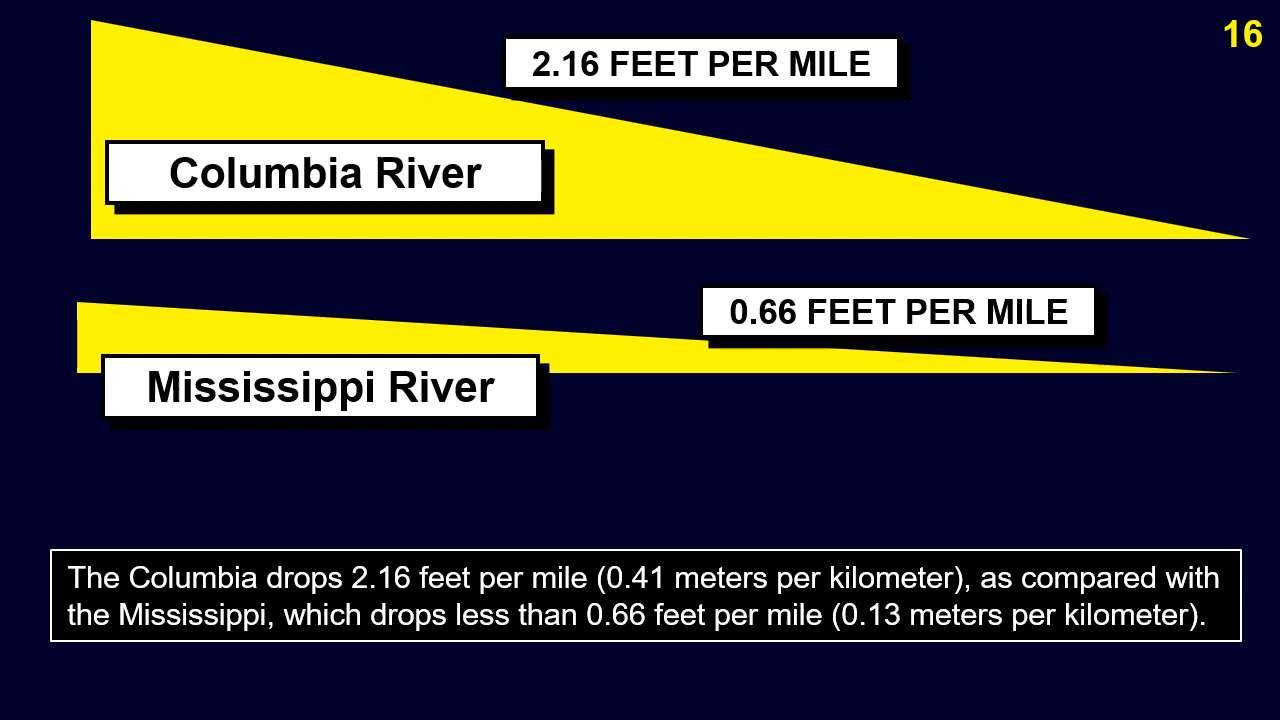 16
2.16 FEET PER MILE
Columbia River
0.66 FEET PER MILE
Mississippi River
The Columbia drops 2.16 feet per mile (0.41 meters per kilometer), as compared with
the Mississippi, which drops less than 0.66 feet per mile (0.13 meters per kilometer).